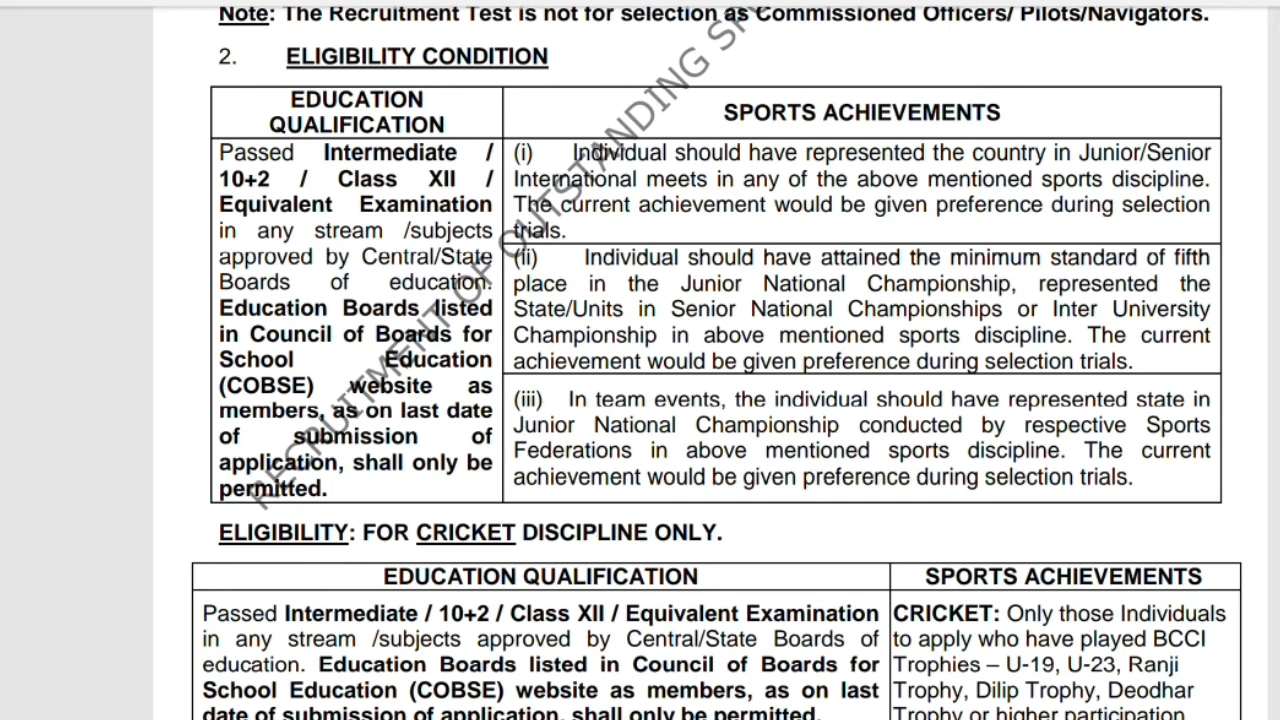 Note: The Recruitment Test is not for selection as Commissioned Officers/ Pilots/Navigators.
2. ELIGIBILITY CONDITION
EDUCATION
QUALIFICATION
SPORTS ACHIEVEMENTS
Passed Intermediate /
10+2 / Class XII /
Equivalent Examination
in any stream /subjects
approved by Central/State
Boards of education.
Education Boards listed
in Council of Boards for
School Education
(COBSE) website as
members, as on last date
of submission of
application, shall only be
permitted.
(i) Individual should have represented the country in Junior/Senior
International meets in any of the above mentioned sports discipline.
The current achievement would be given preference during selection
trials.
(ii) Individual should have attained the minimum standard of fifth
place in the Junior National Championship, represented the
State/Units in Senior National Championships or Inter University
Championship in above mentioned sports discipline. The current
achievement would be given preference during selection trials.
(iii) In team events, the individual should have represented state in
Junior National Championship conducted by respective Sports
Federations in above mentioned sports discipline. The current
achievement would be given preference during selection trials.
RECRUITMENT OF OUTSTANDING
ELIGIBILITY: FOR CRICKET DISCIPLINE ONLY.
EDUCATION QUALIFICATION
SPORTS ACHIEVEMENTS
Passed Intermediate / 10+2 / Class XII / Equivalent Examination
in any stream /subjects approved by Central/State Boards of
education. Education Boards listed in Council of Boards for
School Education (COBSE) website as members, as on last
date of submission of application, shall only be permitted.
CRICKET: Only those Individuals
to apply who have played BCCI
Trophies – U-19, U-23, Ranji
Trophy, Dilip Trophy, Deodhar
Trophy or higher participation